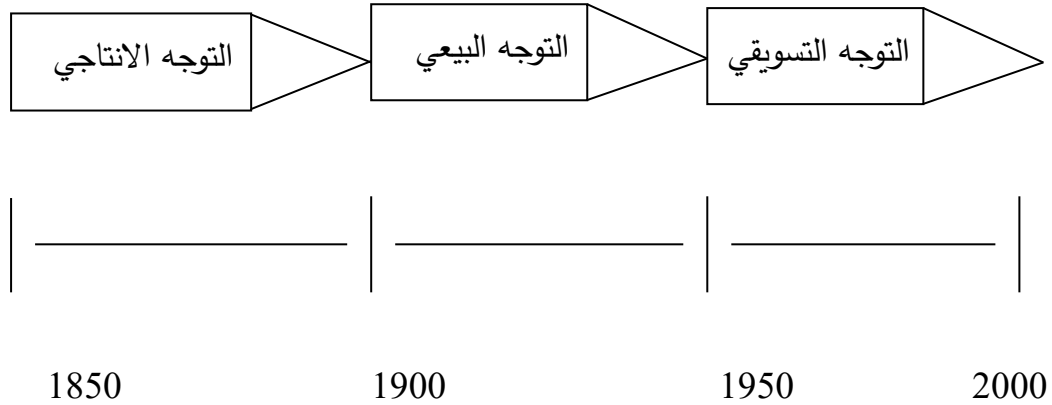 التوجه الانتاجي
التوجه البيعي
التوجه التسويقي
1850 1900 1950 2000